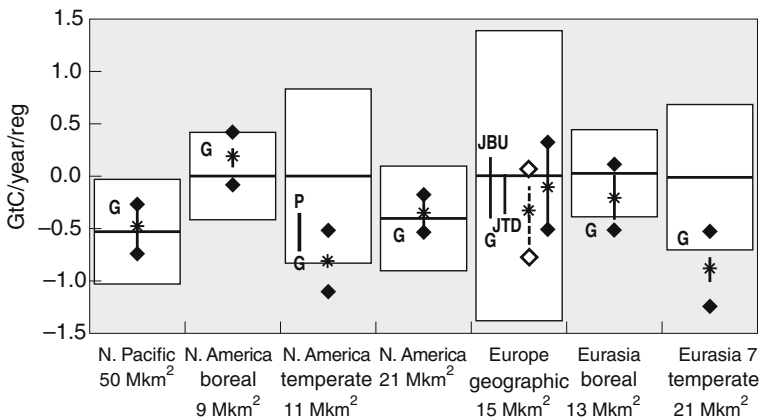 1.5
1.0
0.5
0.0
−0.5
−1.0
−1.5
GtC/year/reg
G
G
P
G
G
JBU
JTD
G
G
G
N. Pacific
50 Mkm²
N. America
boreal
9 Mkm²
N. America
temperate
11 Mkm²
N. America
21 Mkm²
Europe
geographic
15 Mkm²
Eurasia
boreal
13 Mkm²
Eurasia 7
temperate
21 Mkm²